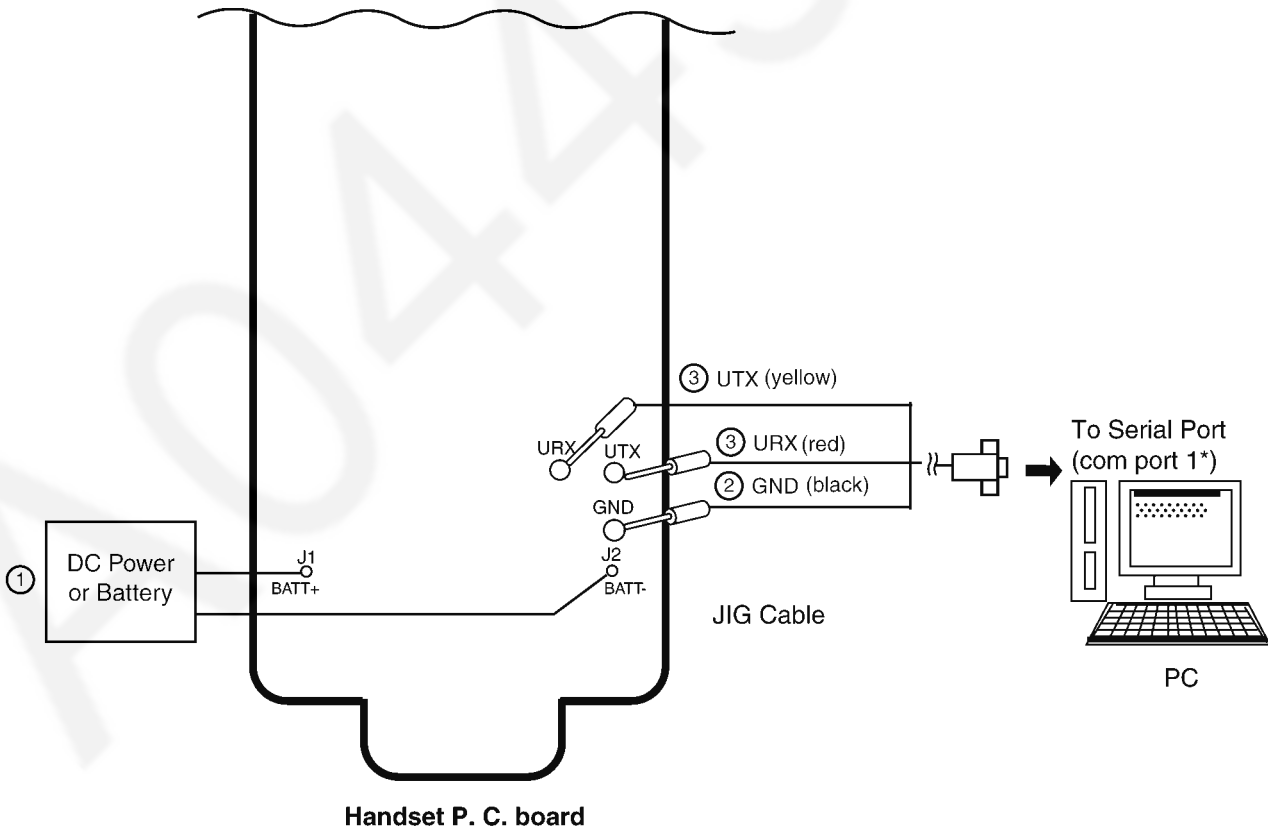 ③ UTX (yellow)
URX
UTX
③ URX (red)
② GND (black)
GND
To Serial Port
(com port 1*)
① DC Power
or Battery
J1
BATT+
J2
BATT-
JIG Cable
PC
Handset P. C. board